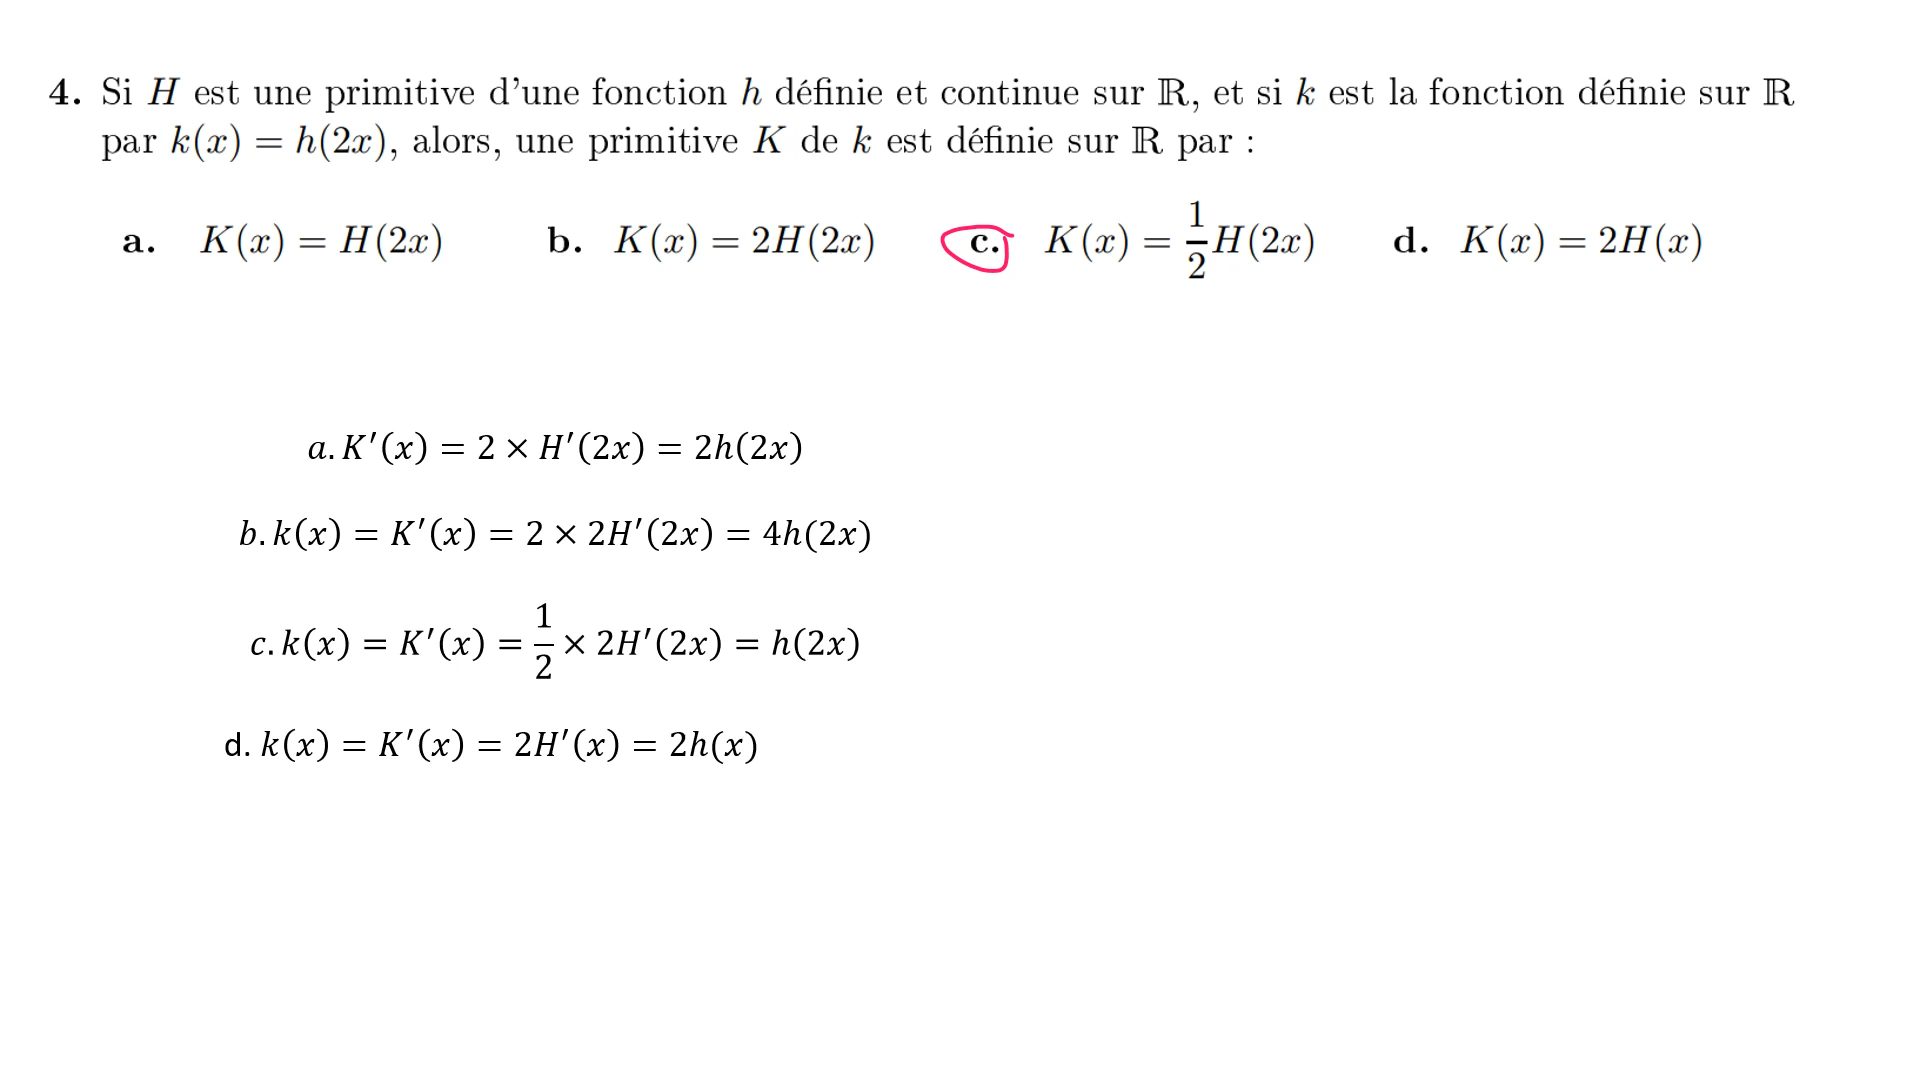 4. Si H est une primitive d'une fonction h définie et continue sur ℝ, et si k est la fonction définie sur ℝ
par k(x) = h(2x), alors, une primitive K de k est définie sur ℝ par :
a. K(x) = H(2x) b. K(x) = 2H(2x) c. K(x) = 1/2 H(2x) d. K(x) = 2H(x)
a. K′(x) = 2 × H′(2x) = 2h(2x)
b. k(x) = K′(x) = 2 × 2H′(2x) = 4h(2x)
c. k(x) = K′(x) = 1/2 × 2H′(2x) = h(2x)
d. k(x) = K′(x) = 2H′(x) = 2h(x)